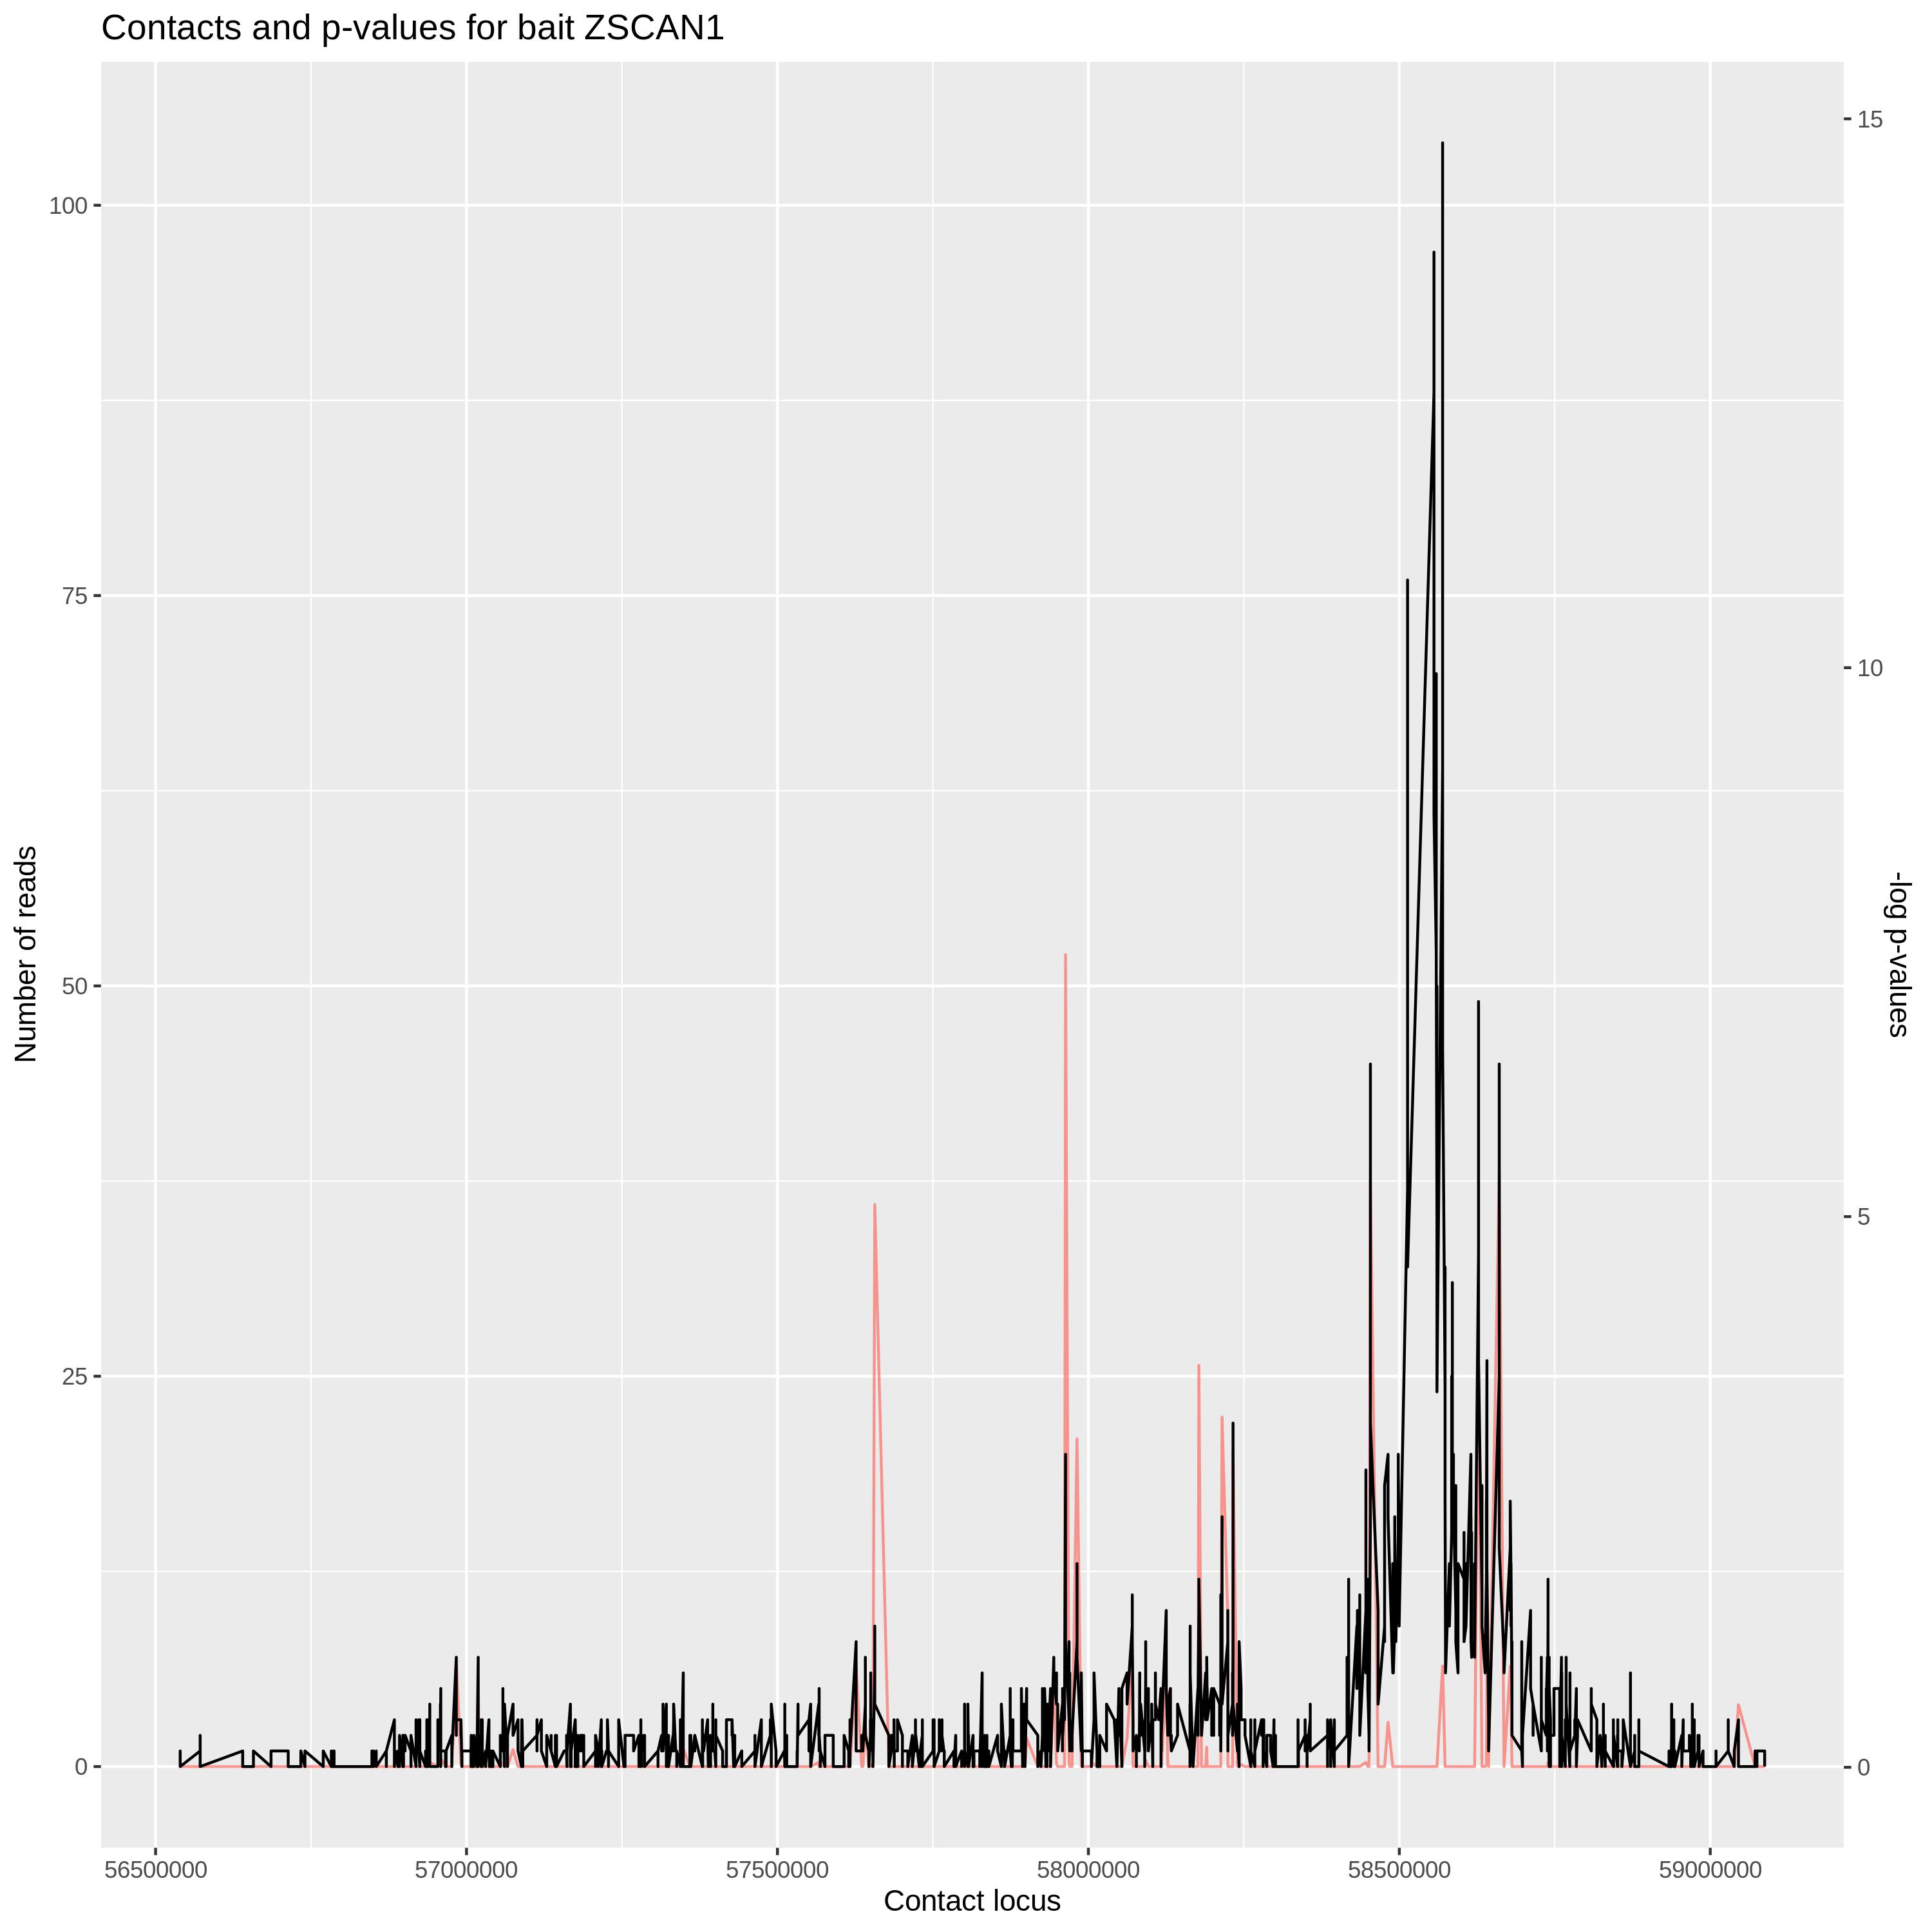 Contacts and p-values for bait ZSCAN1
15
100
10
75
Number of reads
-log p-values
50
5
25
0
0
56500000 57000000 57500000 58000000 58500000 59000000
Contact locus